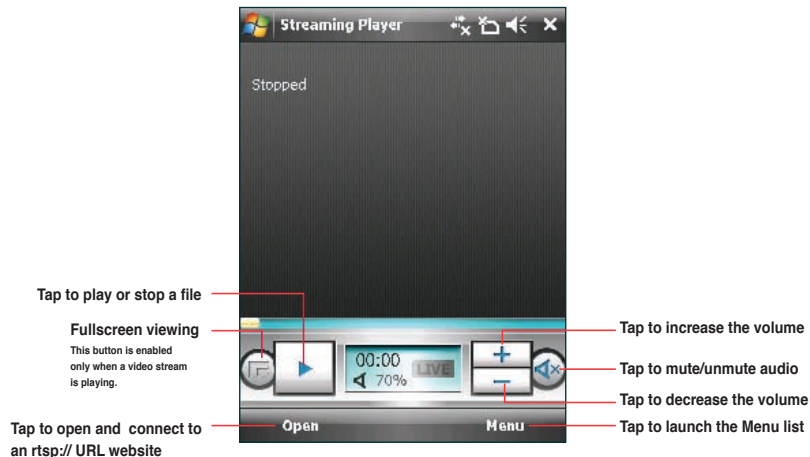 Streaming Player
Stopped
Tap to play or stop a file
Fullscreen viewing
This button is enabled
only when a video stream
is playing.
00:00
LIVE
70%
+
−
Tap to increase the volume
Tap to mute/unmute audio
Tap to decrease the volume
Tap to open and connect to
an rtsp:// URL website
Open
Menu
Tap to launch the Menu list